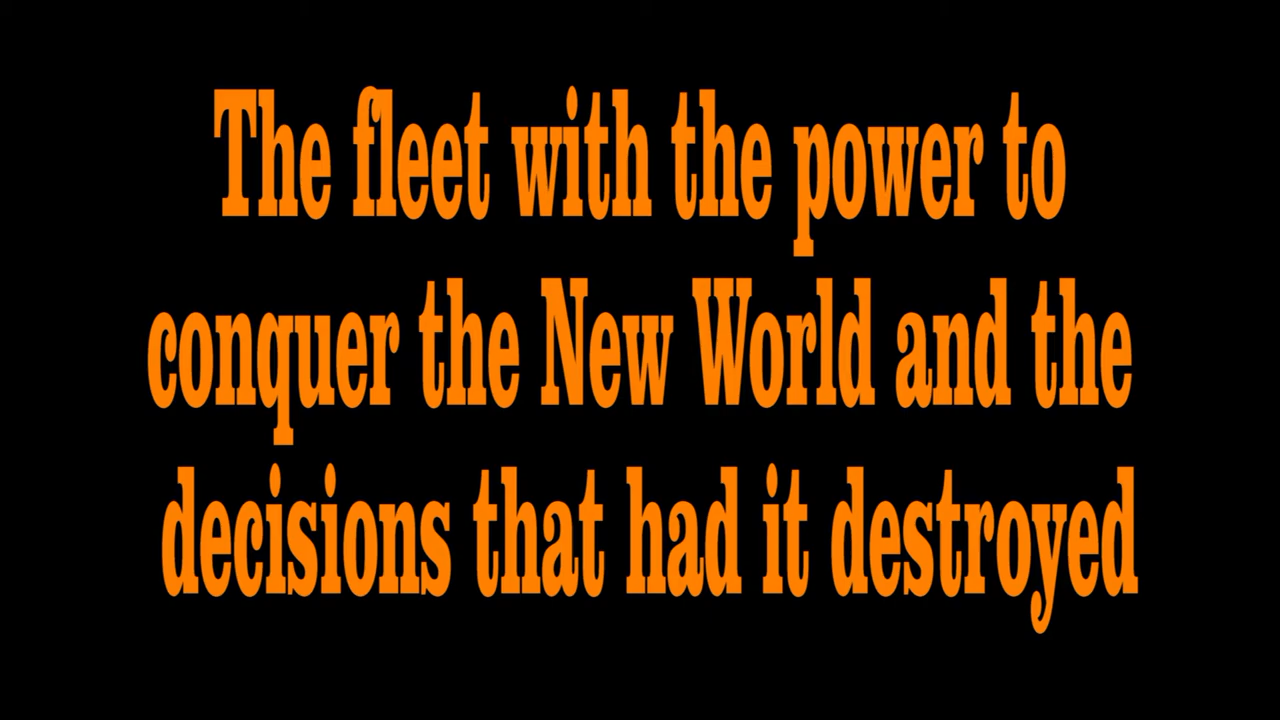 The fleet with the power to
conquer the New World and the
decisions that had it destroyed